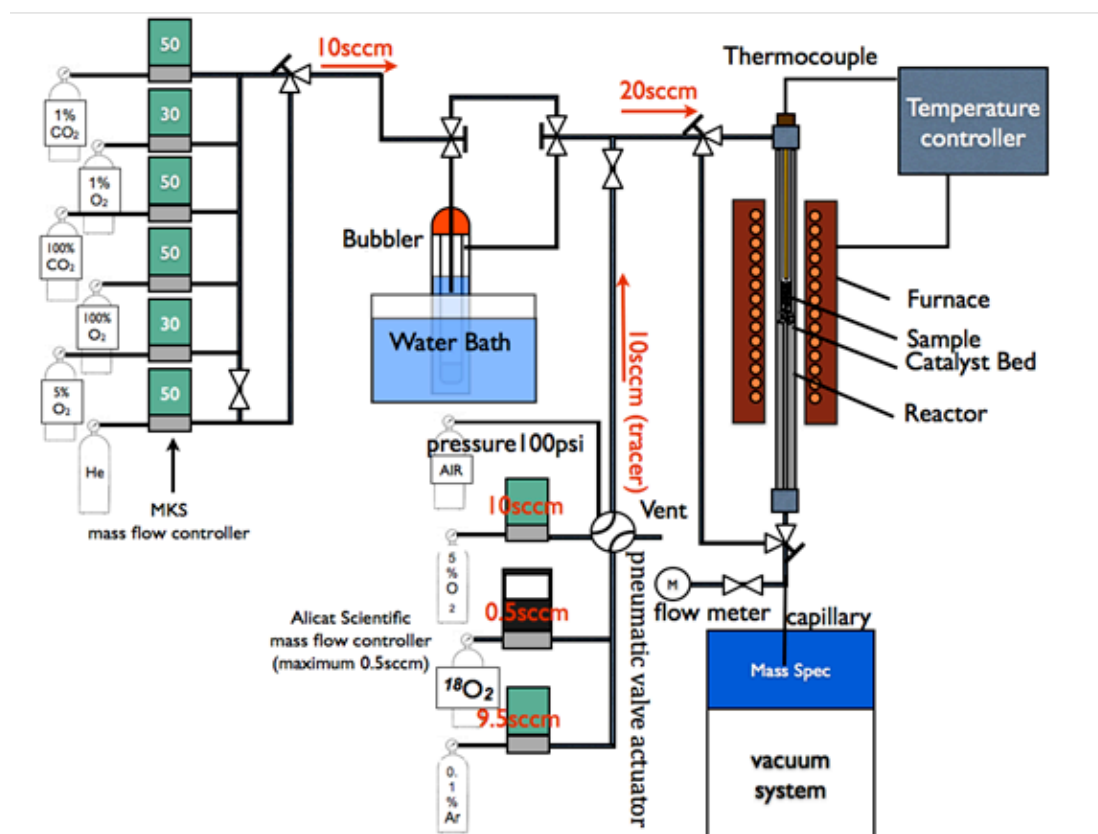 50
10sccm
1%
CO₂
30
1%
O₂
50
100%
CO₂
50
100%
O₂
30
5%
O₂
50
He
MKS
mass flow controller
Bubbler
Water Bath
20sccm
Thermocouple
Temperature
controller
Furnace
Sample
Catalyst Bed
Reactor
10sccm (tracer)
pressure100psi
AIR
10sccm
5
%O
2
Vent
pneumatic valve actuator
Alicat Scientific
mass flow controller
(maximum 0.5sccm)
0.5sccm
¹⁸O₂
9.5sccm
0.
1
%
Ar
M
flow meter
capillary
Mass Spec
vacuum
system